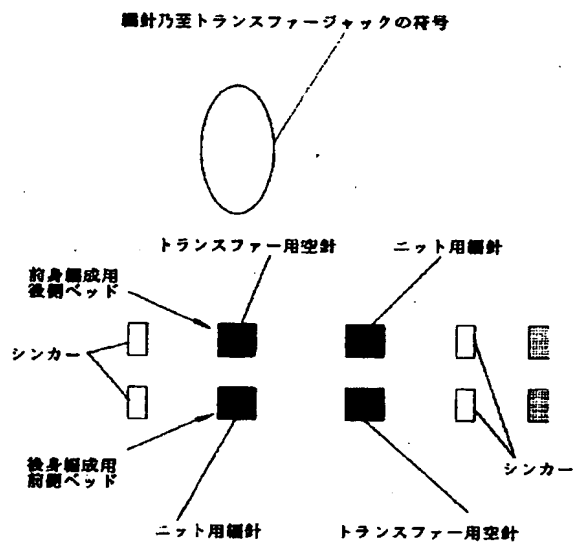 編針乃至トランスファージャックの符号
トランスファー用空針
ニット用編針
前身編成用
後側ベッド
シンカー
後身編成用
前側ベッド
シンカー
ニット用編針
トランスファー用空針